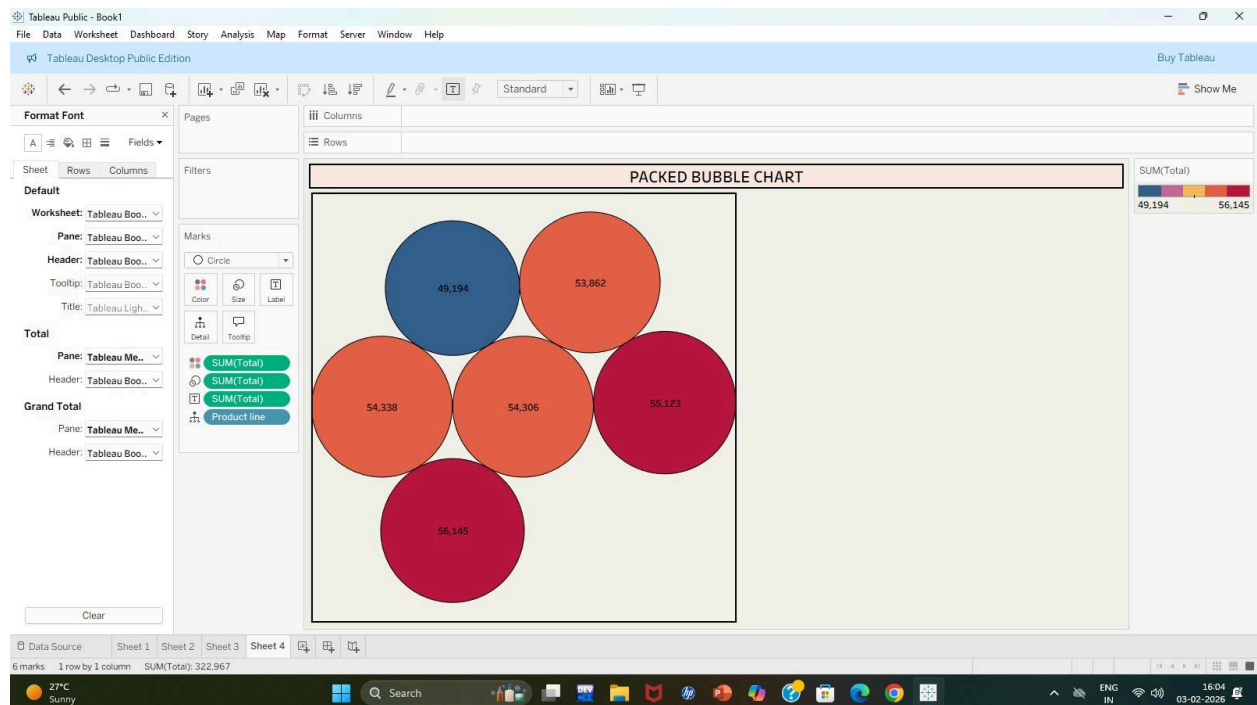 Tableau Public - Book1
File Data Worksheet Dashboard Story Analysis Map Format Server Window Help
Tableau Desktop Public Edition Buy Tableau
Standard Show Me
Format Font
Fields
Sheet Rows Columns
Default
Worksheet: Tableau Boo..
Pane: Tableau Boo..
Header: Tableau Boo..
Tooltip: Tableau Boo..
Title: Tableau Ligh..
Total
Pane: Tableau Me..
Header: Tableau Boo..
Grand Total
Pane: Tableau Me..
Header: Tableau Boo..
Clear
Pages
Filters
Marks
Circle
Color Size Label
Detail Tooltip
SUM(Total)
SUM(Total)
SUM(Total)
Product line
Columns
Rows
PACKED BUBBLE CHART
49,194
53,862
54,338
54,306
55,123
56,145
SUM(Total)
49,194 56,145
Data Source Sheet 1 Sheet 2 Sheet 3 Sheet 4
6 marks 1 row by 1 column SUM(Total): 322,967
27°C
Sunny
Search
DEV
hp
ENG
IN
16:04
03-02-2026